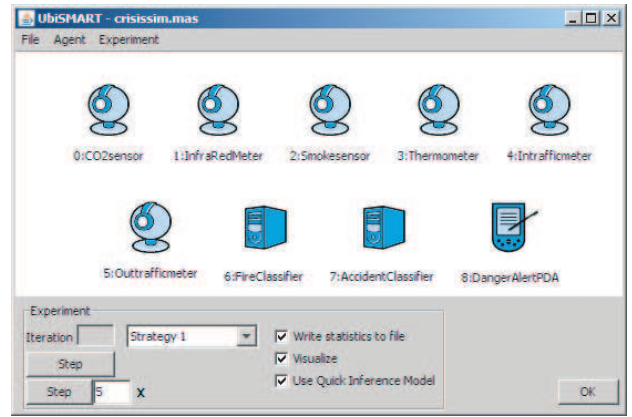 UbiSMART - crisissim.mas
File Agent Experiment
0:CO2sensor 1:InfraRedMeter 2:Smokesensor 3:Thermometer 4:Intrafficmeter
5:Outtrafficmeter 6:FireClassifier 7:AccidentClassifier 8:DangerAlertPDA
Experiment
Iteration Strategy 1 Write statistics to file
Step Visualize
Step 5 x Use Quick Inference Model
OK